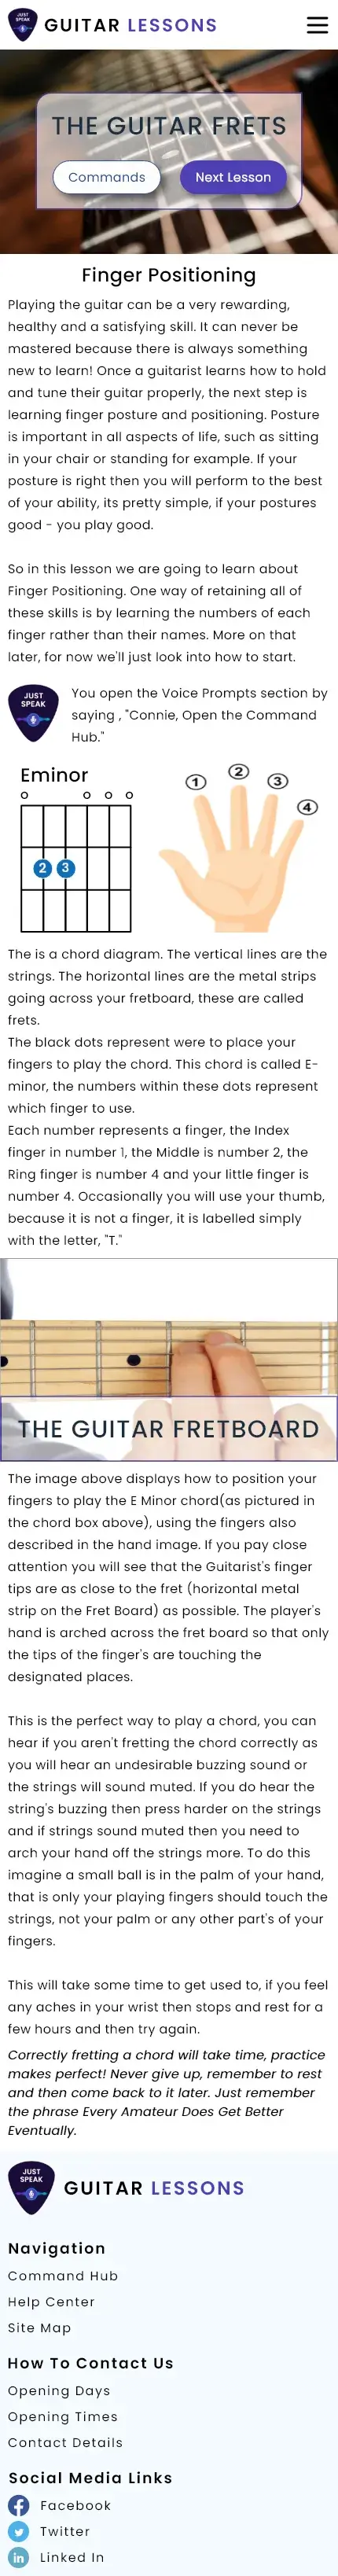 JUST
SPEAK
GUITAR LESSONS
THE GUITAR FRETS
Commands
Next Lesson
Finger Positioning
Playing the guitar can be a very rewarding,
healthy and a satisfying skill. It can never be
mastered because there is always something
new to learn! Once a guitarist learns how to hold
and tune their guitar properly, the next step is
learning finger posture and positioning. Posture
is important in all aspects of life, such as sitting
in your chair or standing for example. If your
posture is right then you will perform to the best
of your ability, its pretty simple, if your postures
good - you play good.
So in this lesson we are going to learn about
Finger Positioning. One way of retaining all of
these skills is by learning the numbers of each
finger rather than their names. More on that
later, for now we'll just look into how to start.
JUST
SPEAK
You open the Voice Prompts section by
saying , "Connie, Open the Command
Hub."
Eminor
o o o o
2 3
1 2 3 4
The is a chord diagram. The vertical lines are the
strings. The horizontal lines are the metal strips
going across your fretboard, these are called
frets.
The black dots represent were to place your
fingers to play the chord. This chord is called E-
minor, the numbers within these dots represent
which finger to use.
Each number represents a finger, the Index
finger in number 1, the Middle is number 2, the
Ring finger is number 4 and your little finger is
number 4. Occasionally you will use your thumb,
because it is not a finger, it is labelled simply
with the letter, "T."
THE GUITAR FRETBOARD
The image above displays how to position your
fingers to play the E Minor chord(as pictured in
the chord box above), using the fingers also
described in the hand image. If you pay close
attention you will see that the Guitarist's finger
tips are as close to the fret (horizontal metal
strip on the Fret Board) as possible. The player's
hand is arched across the fret board so that only
the tips of the finger's are touching the
designated places.
This is the perfect way to play a chord, you can
hear if you aren't fretting the chord correctly as
you will hear an undesirable buzzing sound or
the strings will sound muted. If you do hear the
string's buzzing then press harder on the strings
and if strings sound muted then you need to
arch your hand off the strings more. To do this
imagine a small ball is in the palm of your hand,
that is only your playing fingers should touch the
strings, not your palm or any other part's of your
fingers.
This will take some time to get used to, if you feel
any aches in your wrist then stops and rest for a
few hours and then try again.
Correctly fretting a chord will take time, practice
makes perfect! Never give up, remember to rest
and then come back to it later. Just remember
the phrase Every Amateur Does Get Better
Eventually.
JUST
SPEAK
GUITAR LESSONS
Navigation
Command Hub
Help Center
Site Map
How To Contact Us
Opening Days
Opening Times
Contact Details
Social Media Links
Facebook
Twitter
Linked In